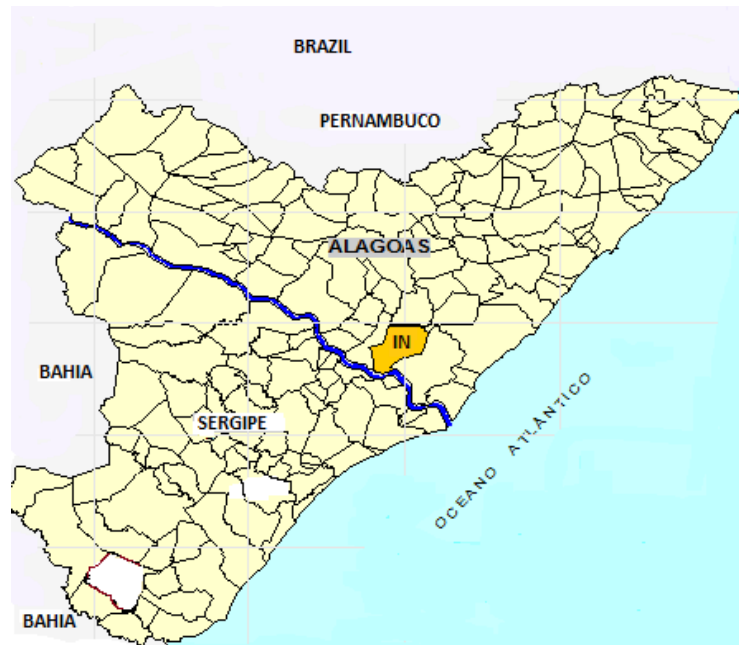 BRAZIL
PERNAMBUCO
ALAGOAS
IN
BAHIA
SERGIPE
OCEANO ATLÂNTICO
BAHIA